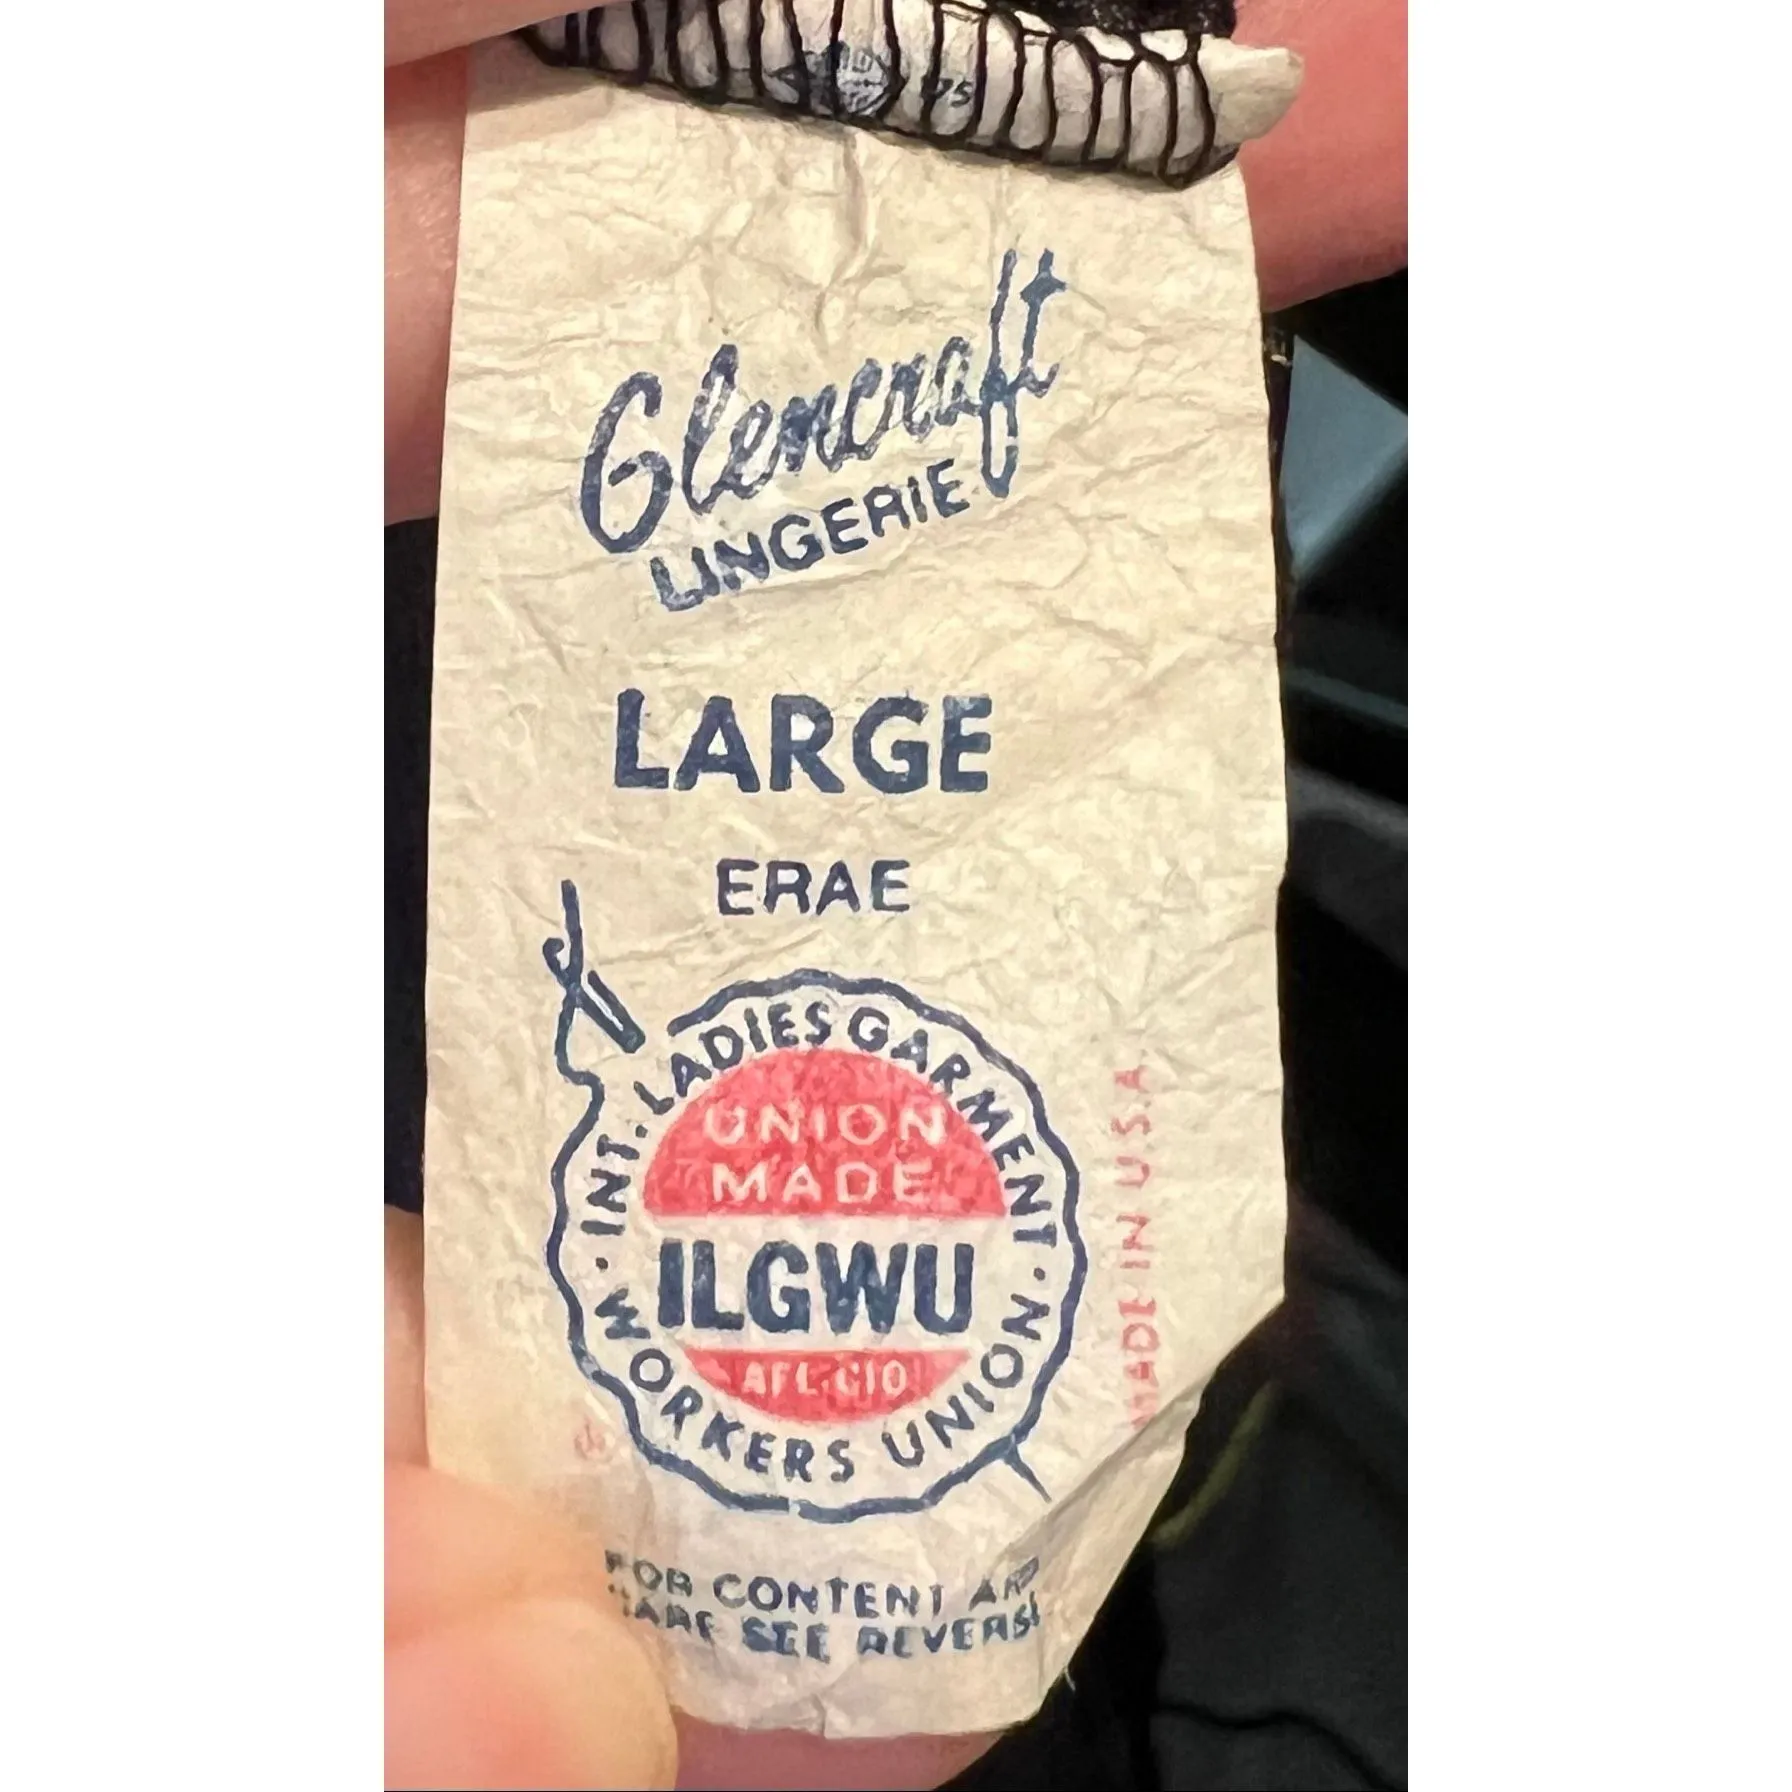 75
Glencraft
LINGERIE
LARGE
ERAE
INT. LADIES GARMENT
UNION
MADE
ILGWU
AFL-CIO
WORKERS UNION
MADE IN U.S.A.
FOR CONTENT
CARE SEE REVERSE